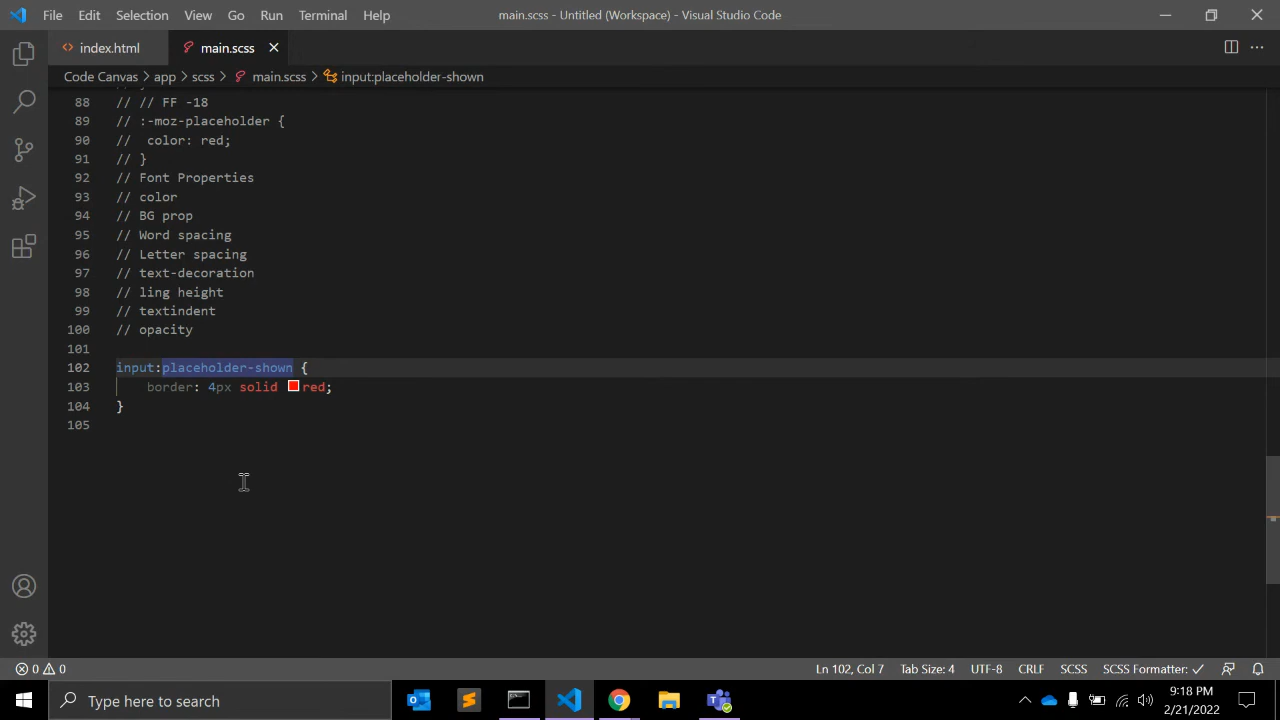 File Edit Selection View Go Run Terminal Help main.scss - Untitled (Workspace) - Visual Studio Code
index.html main.scss
Code Canvas > app > scss > main.scss > input:placeholder-shown
88 // // FF -18
89 // :-moz-placeholder {
90 //  color: red;
91 // }
92 // Font Properties
93 // color
94 // BG prop
95 // Word spacing
96 // Letter spacing
97 // text-decoration
98 // ling height
99 // textindent
100 // opacity
101
102 input:placeholder-shown {
103     border: 4px solid red;
104 }
105
0 0 Ln 102, Col 7 Tab Size: 4 UTF-8 CRLF SCSS SCSS Formatter: ✓
Type here to search
9:18 PM
2/21/2022